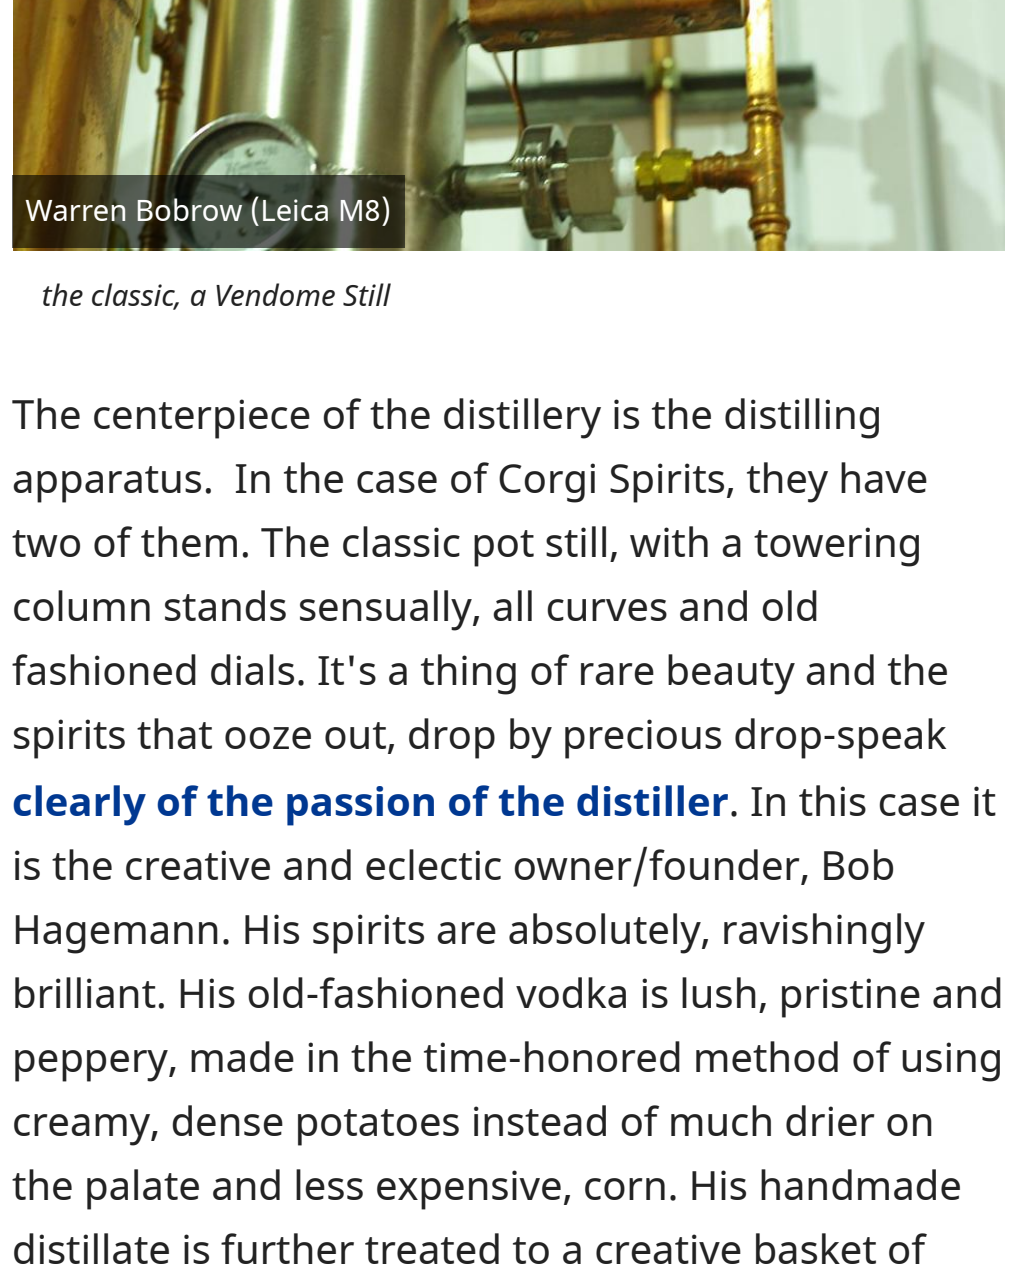 Warren Bobrow (Leica M8)
the classic, a Vendome Still
The centerpiece of the distillery is the distilling
apparatus.  In the case of Corgi Spirits, they have
two of them. The classic pot still, with a towering
column stands sensually, all curves and old
fashioned dials. It's a thing of rare beauty and the
spirits that ooze out, drop by precious drop-speak
clearly of the passion of the distiller. In this case it
is the creative and eclectic owner/founder, Bob
Hagemann. His spirits are absolutely, ravishingly
brilliant. His old-fashioned vodka is lush, pristine and
peppery, made in the time-honored method of using
creamy, dense potatoes instead of much drier on
the palate and less expensive, corn. His handmade
distillate is further treated to a creative basket of